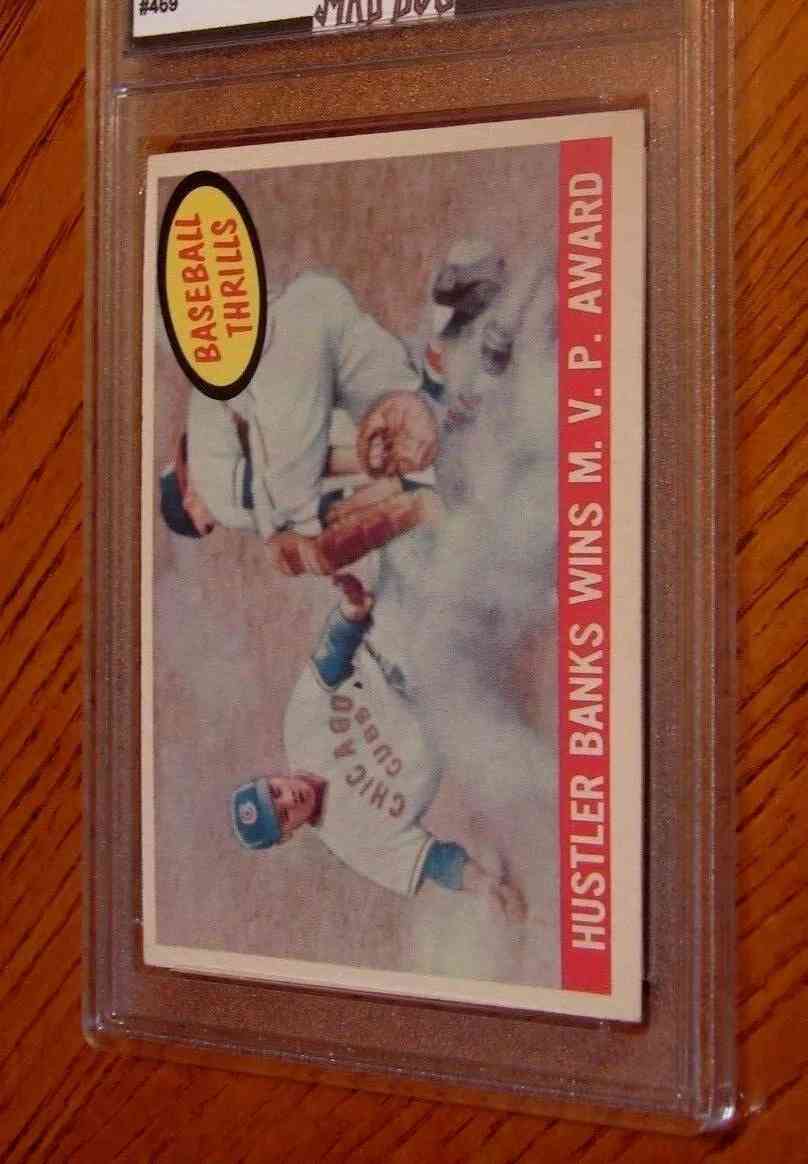 #469
BASEBALL
THRILLS
CHICAGO
CUBS
HUSTLER BANKS WINS M. V. P. AWARD